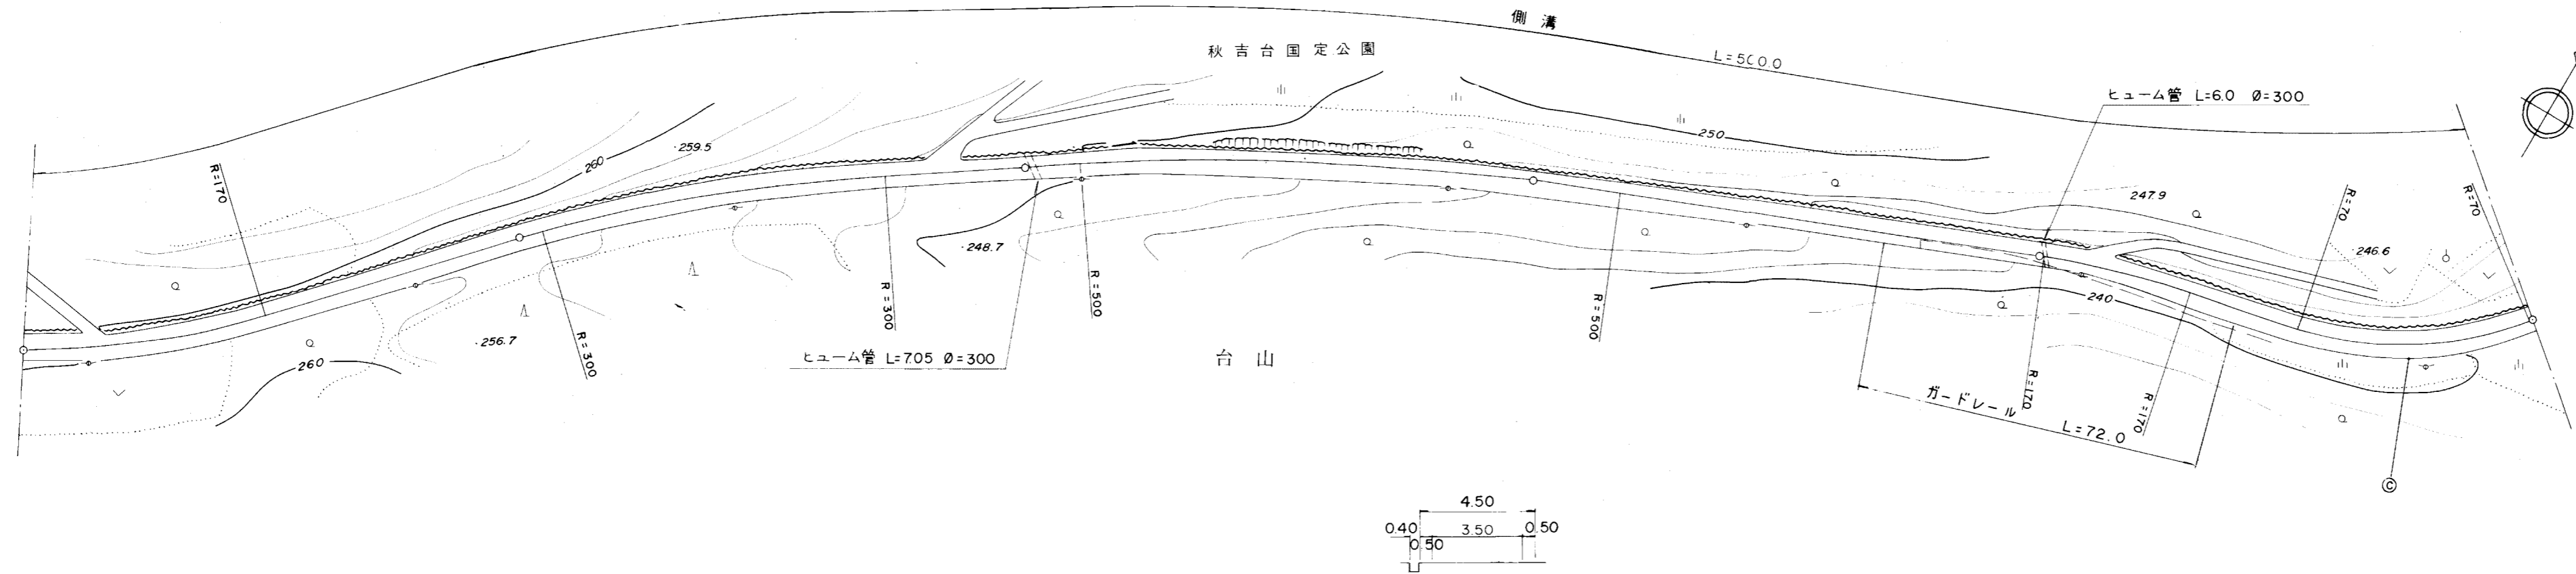 側溝
秋吉台国定公園
L=500.0
ヒューム管 L=6.0 Ø=300
R=170
260
259.5
250
247.9
R=70
R=70
246.6
248.7
R=300
R=500
R=500
240
256.7
260
R=300
ヒューム管 L=7.05 Ø=300
台山
R=170
R=170
ガードレール
L=72.0
Ⓒ
4.50
0.40 3.50 0.50
0.50